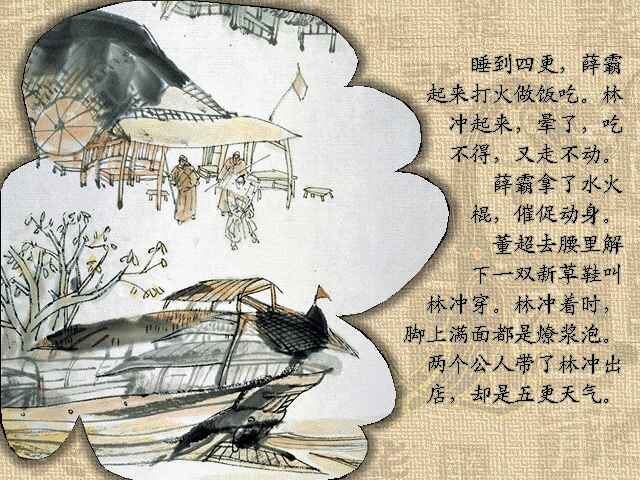 睡到四更，薛霸
起来打火做饭吃。林
冲起来，晕了，吃
不得，又走不动。
薛霸拿了水火
棍，催促动身。
董超去腰里解
下一双新草鞋叫
林冲穿。林冲着时，
脚上满面都是燎浆泡。
两个公人带了林冲出
店，却是五更天气。